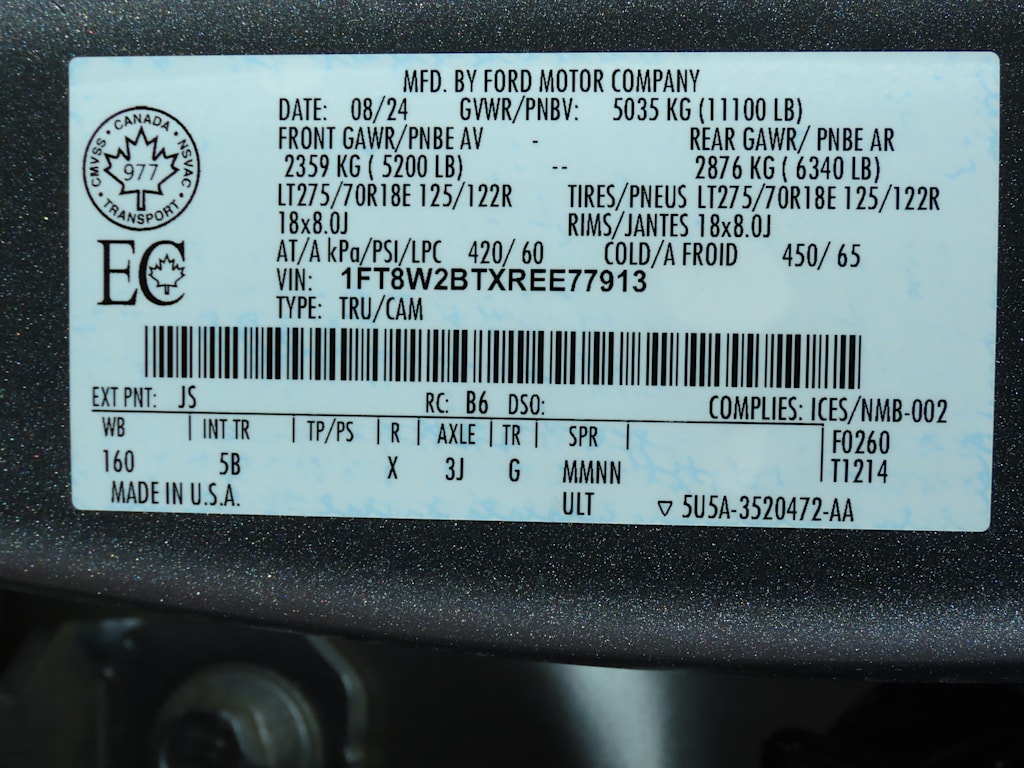 MFD. BY FORD MOTOR COMPANY
DATE: 08/24 GVWR/PNBV: 5035 KG (11100 LB)
FRONT GAWR/PNBE AV - REAR GAWR/ PNBE AR
2359 KG ( 5200 LB) -- 2876 KG ( 6340 LB)
LT275/70R18E 125/122R TIRES/PNEUS LT275/70R18E 125/122R
18x8.0J RIMS/JANTES 18x8.0J
AT/A kPa/PSI/LPC 420/ 60 COLD/A FROID 450/ 65
VIN: 1FT8W2BTXREE77913
TYPE: TRU/CAM
CANADA
CMVSS NSVAC
977
TRANSPORT
EC
EXT PNT: JS RC: B6 DSO: COMPLIES: ICES/NMB-002
WB | INT TR | TP/PS | R | AXLE | TR | SPR | F0260
160 5B X 3J G MMNN T1214
MADE IN U.S.A. ULT ▽ 5U5A-3520472-AA